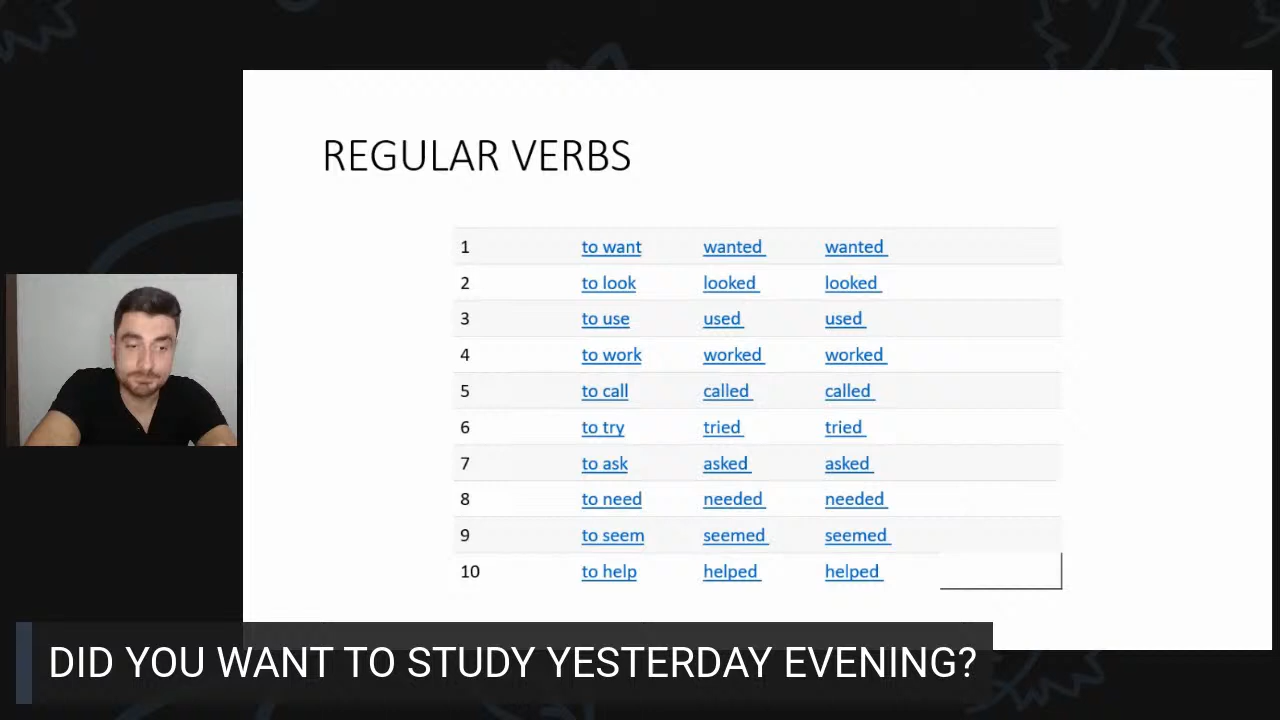 REGULAR VERBS
1 to want wanted wanted
2 to look looked looked
3 to use used used
4 to work worked worked
5 to call called called
6 to try tried tried
7 to ask asked asked
8 to need needed needed
9 to seem seemed seemed
10 to help helped helped
DID YOU WANT TO STUDY YESTERDAY EVENING?